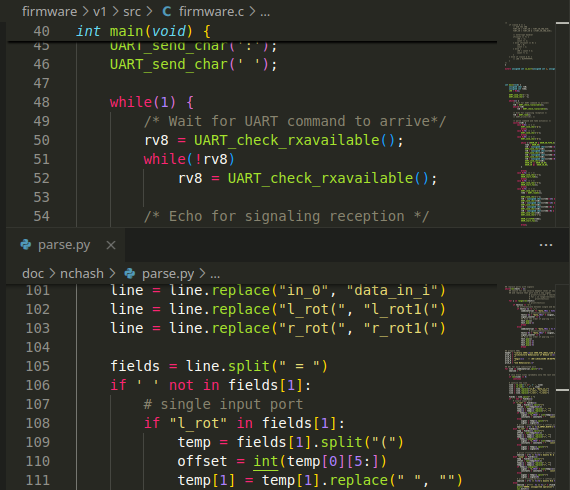 firmware > v1 > src > C firmware.c > ...
40 int main(void) {
45 UART_send_char(':');
46 UART_send_char(' ');
47
48 while(1) {
49 /* Wait for UART command to arrive*/
50 rv8 = UART_check_rxavailable();
51 while(!rv8)
52 rv8 = UART_check_rxavailable();
53
54 /* Echo for signaling reception */
parse.py × ...
doc > nchash > parse.py > ...
101 line = line.replace("in_0", "data_in_i")
102 line = line.replace("l_rot(", "l_rot1(")
103 line = line.replace("r_rot(", "r_rot1(")
104
105 fields = line.split(" = ")
106 if ' ' not in fields[1]:
107 # single input port
108 if "l_rot" in fields[1]:
109 temp = fields[1].split("(")
110 offset = int(temp[0][5:])
111 temp[1] = temp[1].replace(" ", "")